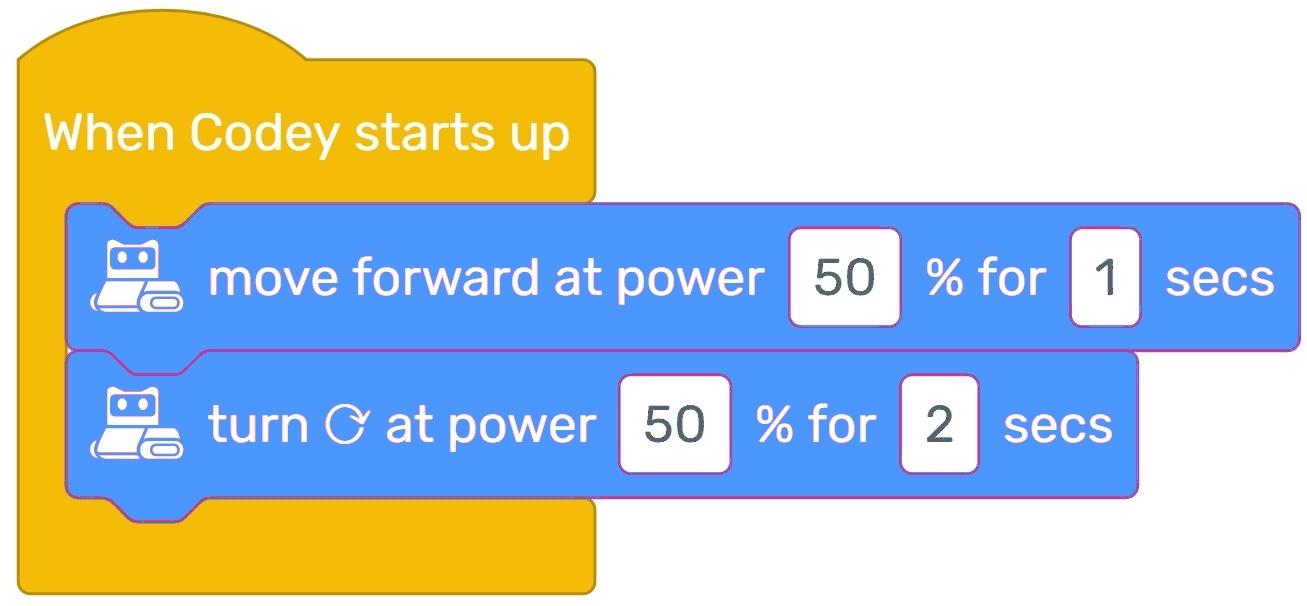 When Codey starts up
move forward at power 50 % for 1 secs
turn ↻ at power 50 % for 2 secs